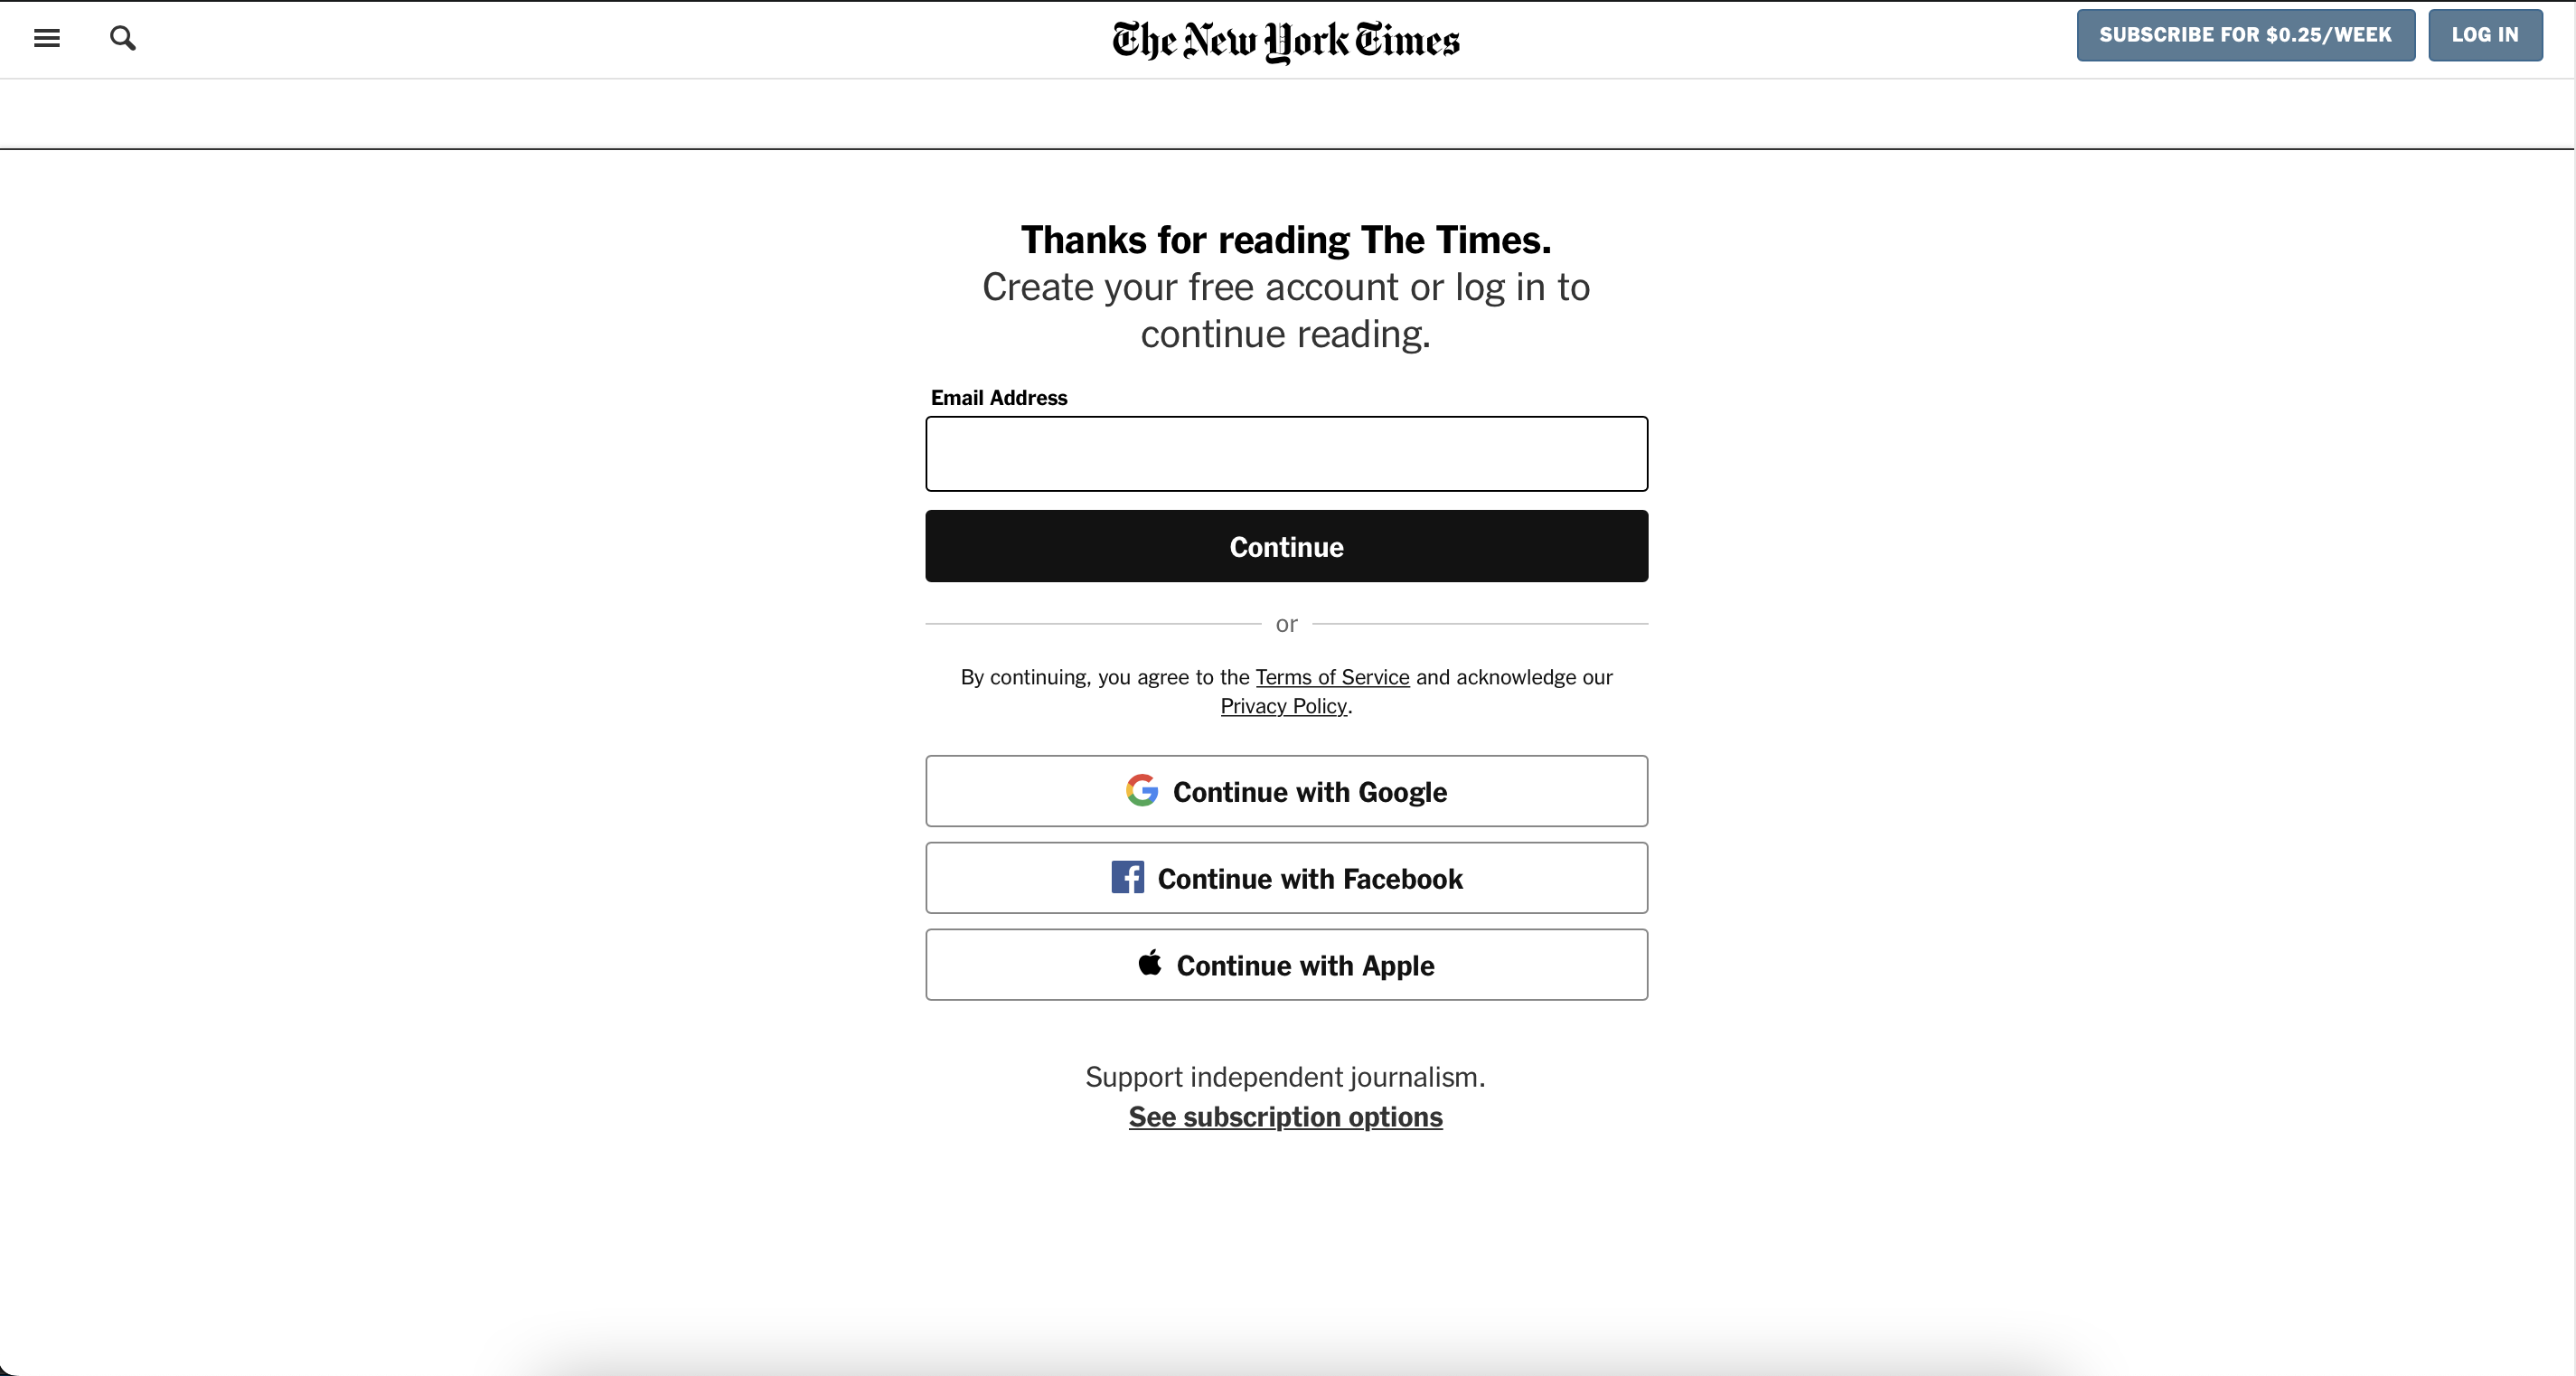 The New York Times
SUBSCRIBE FOR $0.25/WEEK
LOG IN
Thanks for reading The Times.
Create your free account or log in to
continue reading.
Email Address
Continue
or
By continuing, you agree to the Terms of Service and acknowledge our
Privacy Policy.
Continue with Google
Continue with Facebook
Continue with Apple
Support independent journalism.
See subscription options